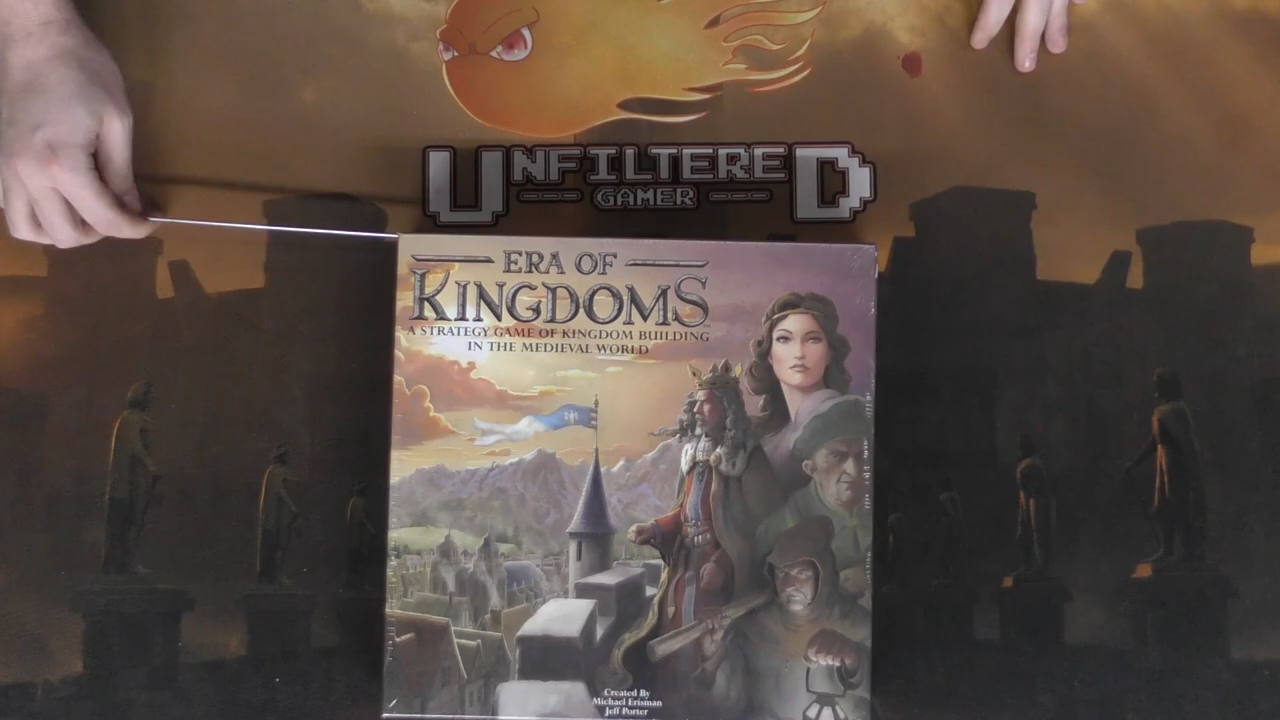 UNFILTERED
GAMER
ERA OF
KINGDOMS
A STRATEGY GAME OF KINGDOM BUILDING
IN THE MEDIEVAL WORLD
Created By
Michael Erisman
Jeff Porter